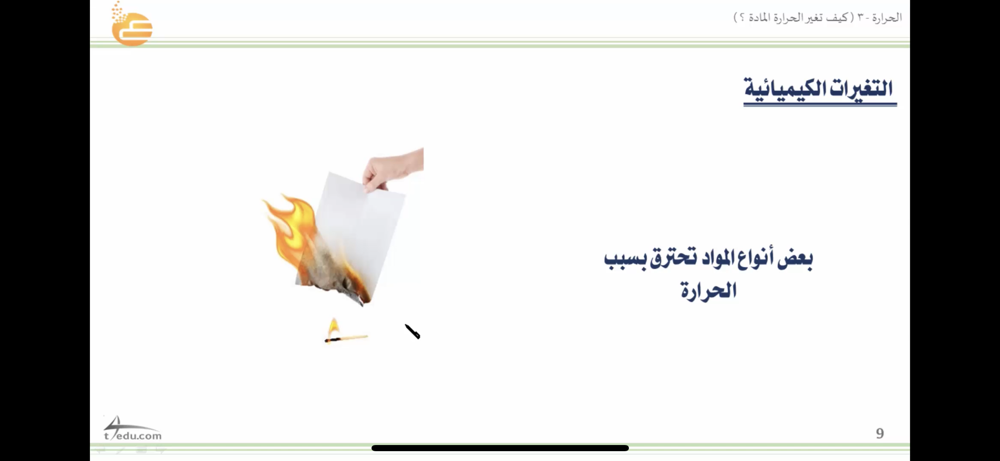 الحرارة - ٣ (كيف تغير الحرارة المادة ؟)
التغيرات الكيميائية
بعض أنواع المواد تحترق بسبب
الحرارة
t4edu.com
9